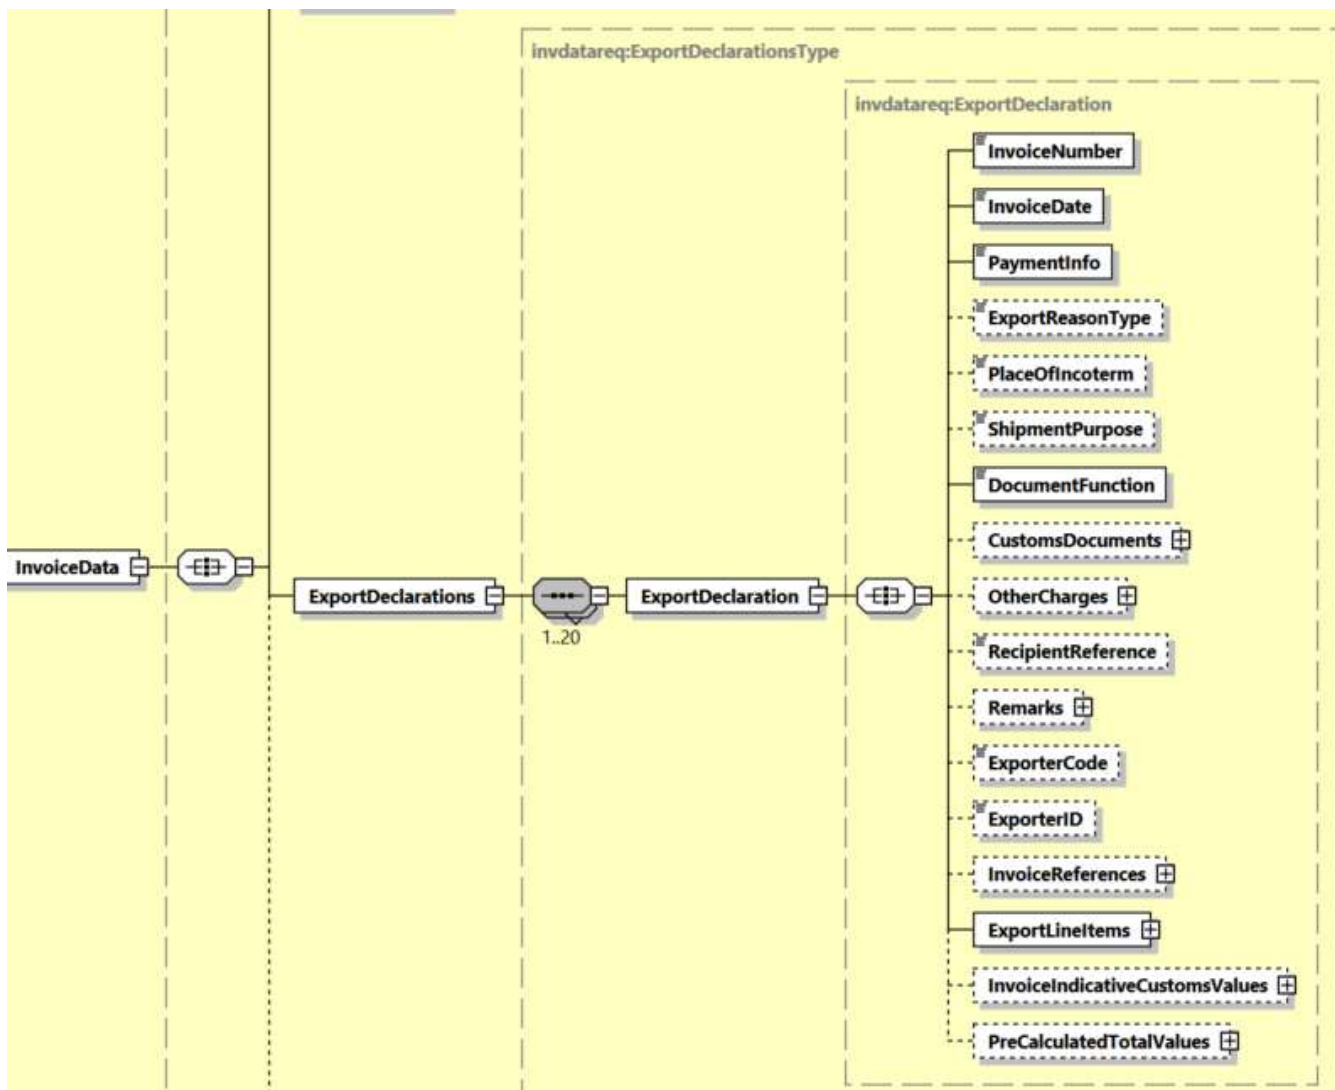 invdatareq:ExportDeclarationsType
invdatareq:ExportDeclaration
InvoiceNumber
InvoiceDate
PaymentInfo
ExportReasonType
PlaceOfIncoterm
ShipmentPurpose
DocumentFunction
CustomsDocuments
InvoiceData
ExportDeclarations
1..20
ExportDeclaration
OtherCharges
RecipientReference
Remarks
ExporterCode
ExporterID
InvoiceReferences
ExportLineItems
InvoiceIndicativeCustomsValues
PreCalculatedTotalValues